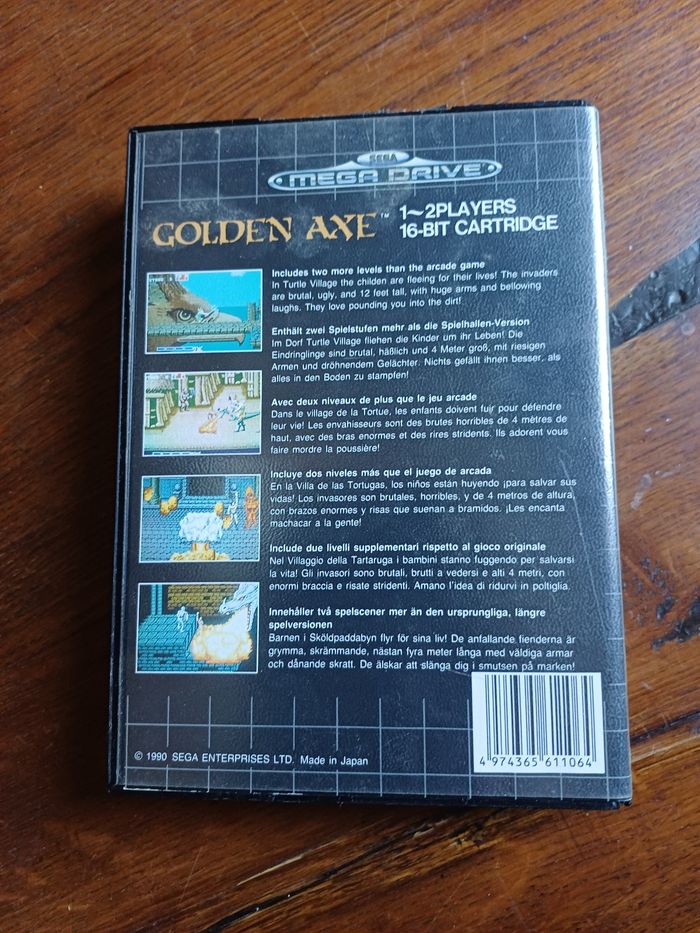 SEGA
MEGA DRIVE
GOLDEN AXE™
1~2PLAYERS
16-BIT CARTRIDGE
Includes two more levels than the arcade game
In Turtle Village the childen are fleeing for their lives! The invaders
are brutal, ugly, and 12 feet tall, with huge arms and bellowing
laughs. They love pounding you into the dirt!
Enthält zwei Spielstufen mehr als die Spielhallen-Version
Im Dorf Turtle Village fliehen die Kinder um ihr Leben! Die
Eindringlinge sind brutal, häßlich und 4 Meter groß, mit riesigen
Armen und dröhnendem Gelächter. Nichts gefällt ihnen besser, als
alles in den Boden zu stampfen!
Avec deux niveaux de plus que le jeu arcade
Dans le village de la Tortue, les enfants doivent fuir pour défendre
leur vie! Les envahisseurs sont des brutes horribles de 4 mètres de
haut, avec des bras enormes et des rires stridents. Ils adorent vous
faire mordre la poussière!
Incluye dos niveles más que el juego de arcada
En la Villa de las Tortugas, los niños están huyendo ¡para salvar sus
vidas! Los invasores son brutales, horribles, y de 4 metros de altura,
con brazos enormes y risas que suenan a bramidos. ¡Les encanta
machacar a la gente!
Include due livelli supplementari rispetto al gioco originale
Nel Villaggio della Tartaruga i bambini stanno fuggendo per salvarsi
la vita! Gli invasori sono brutali, brutti a vedersi e alti 4 metri, con
enormi braccia e risate stridenti. Amano l'idea di ridurvi in poltiglia.
Innehåller två spelscener mer än den ursprungliga, längre
spelversionen
Barnen i Sköldpaddabyn flyr för sina liv! De anfallande fienderna är
grymma, skrämmande, nästan fyra meter långa med väldiga armar
och dånande skratt. De älskar att slänga dig i smutsen på marken!
4 974365 611064
© 1990 SEGA ENTERPRISES LTD. Made in Japan